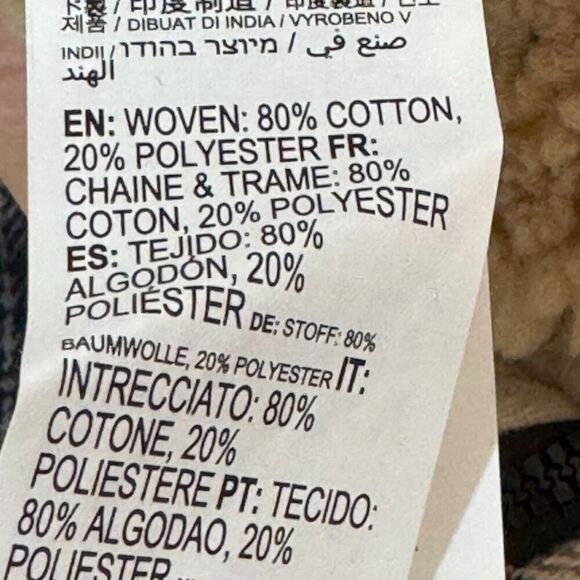 ド製 / 印度制造 / 印度製造 / 인도
제품 / DIBUAT DI INDIA / VYROBENO V
INDII / מיוצר בהודו / صنع في
الهند
EN: WOVEN: 80% COTTON,
20% POLYESTER FR:
CHAINE & TRAME: 80%
COTON, 20% POLYESTER
ES: TEJIDO: 80%
ALGODÓN, 20%
POLIÉSTER DE: STOFF: 80%
BAUMWOLLE, 20% POLYESTER IT:
INTRECCIATO: 80%
COTONE, 20%
POLIESTERE PT: TECIDO:
80% ALGODAO, 20%
POLIESTER